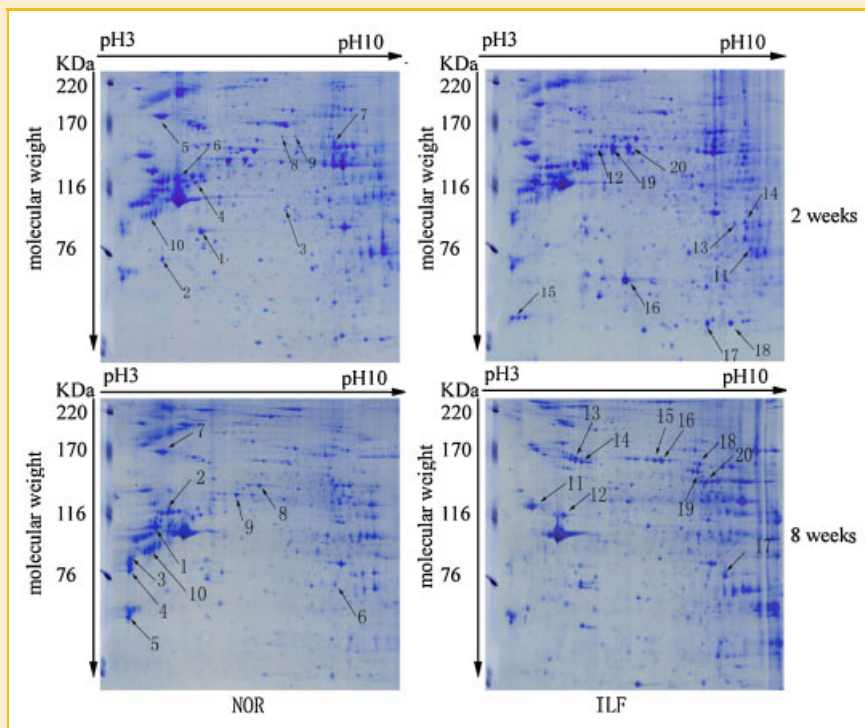 pH3 pH10
KDa
220
170
116
76
molecular weight
7
5 6 8 9
4
10 3
1
2
pH3 pH10
KDa
220
170
116
76
molecular weight
12 19 20
14
13
11
15
16
17 18
2 weeks
pH3 pH10
KDa
220
170
116
76
molecular weight
7
2
9 8
1
3 10
4 6
5
NOR
pH3 pH10
KDa
220
170
116
76
molecular weight
13 14 15 16 18
20
11 12 19
17
8 weeks
ILF